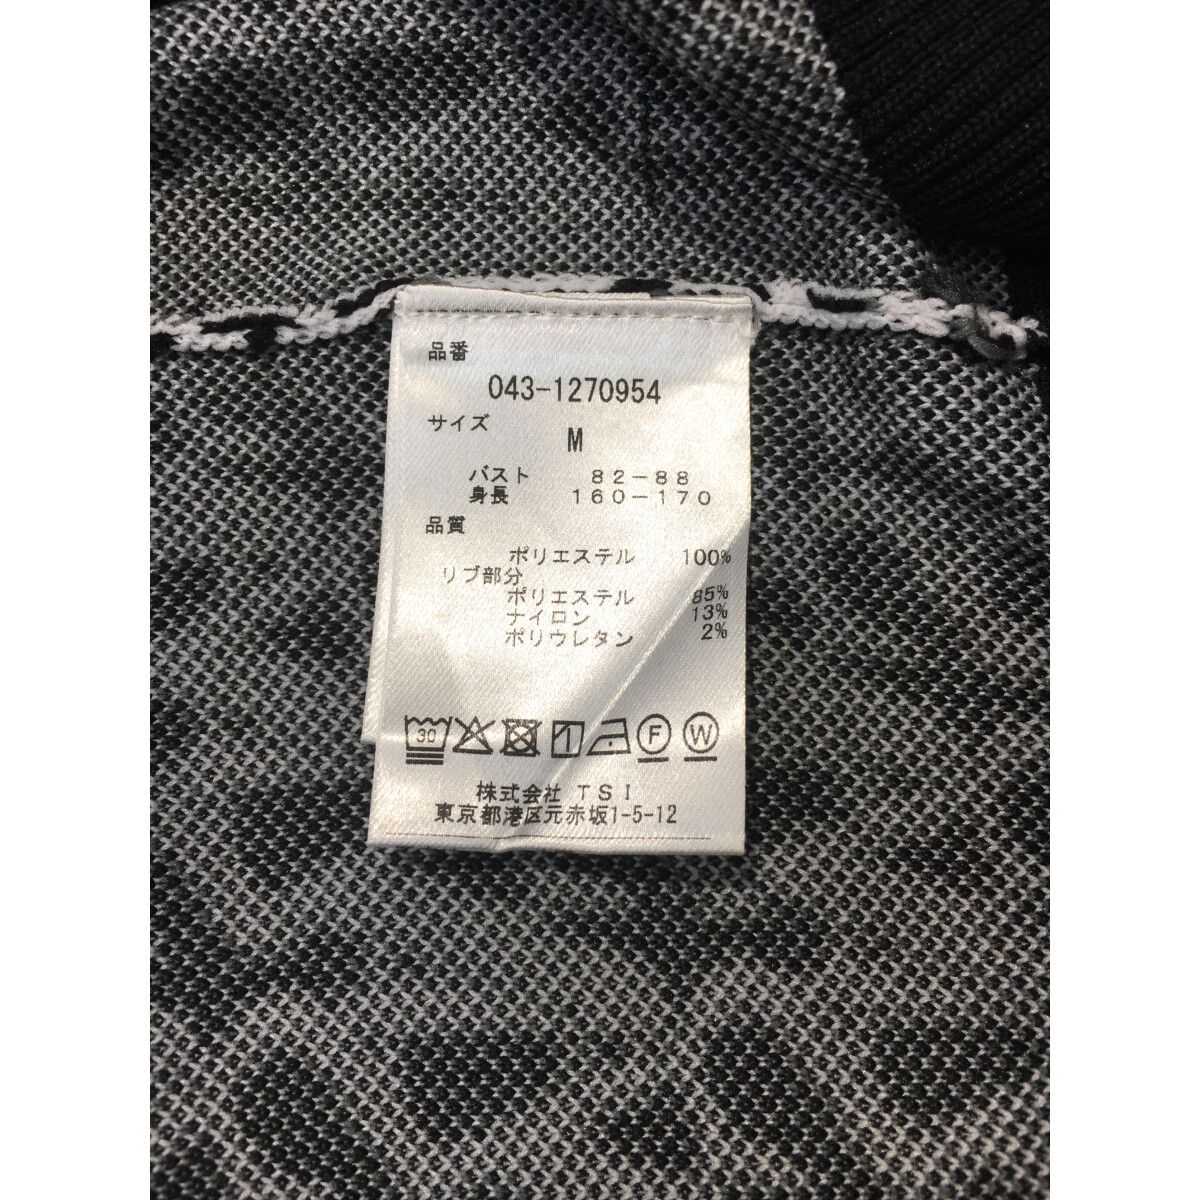 品番
043-1270954
サイズ
M
バスト 82-88
身長 160-170
品質
ポリエステル 100%
リブ部分
ポリエステル 85%
ナイロン 13%
ポリウレタン 2%
30 F W
株式会社 TSI
東京都港区元赤坂1-5-12